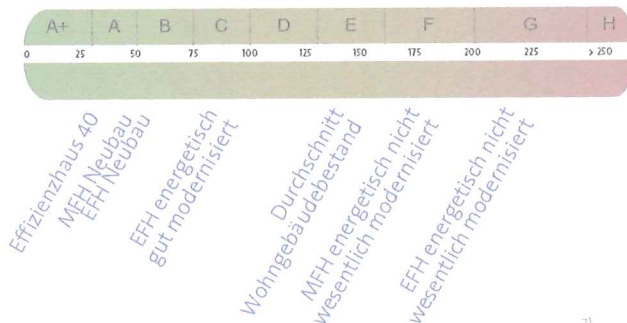 A+ A B C D E F G H
0 25 50 75 100 125 150 175 200 225 > 250
Effizienzhaus 40
MFH Neubau
EFH Neubau
EFH energetisch
gut modernisiert
Durchschnitt
Wohngebäudebestand
MFH energetisch nicht
wesentlich modernisiert
EFH energetisch nicht
wesentlich modernisiert